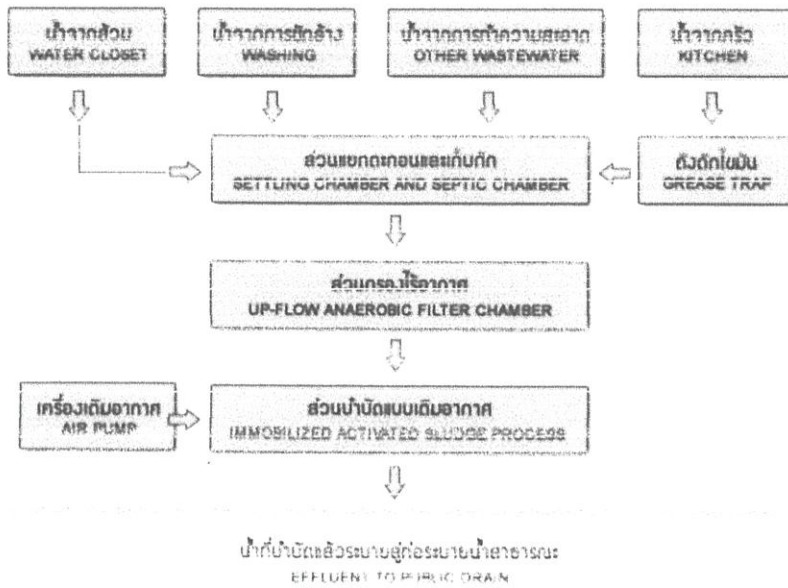 น้ำจากส้วม
WATER CLOSET
น้ำจากการซักล้าง
WASHING
น้ำจากการทำความสะอาด
OTHER WASTEWATER
น้ำจากครัว
KITCHEN
ส่วนแยกตะกอนและเก็บกัก
SETTLING CHAMBER AND SEPTIC CHAMBER
ถังดักไขมัน
GREASE TRAP
ส่วนกรองไร้อากาศ
UP-FLOW ANAEROBIC FILTER CHAMBER
เครื่องเติมอากาศ
AIR PUMP
ส่วนบำบัดแบบเติมอากาศ
IMMOBILIZED ACTIVATED SLUDGE PROCESS
น้ำที่บำบัดแล้วระบายสู่ท่อระบายน้ำสาธารณะ
EFFLUENT TO PUBLIC DRAIN